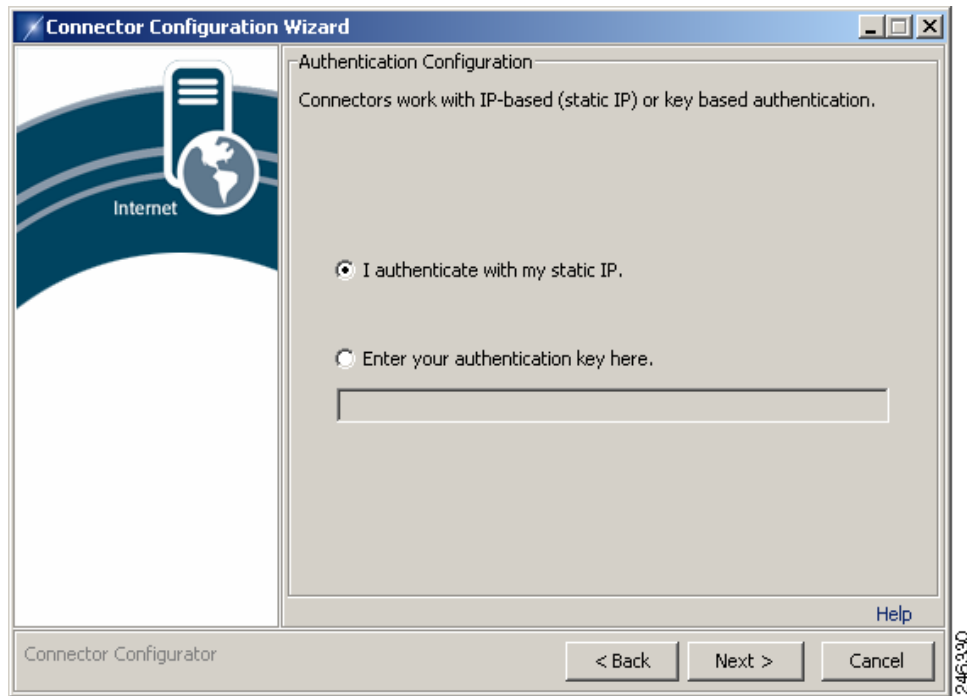 Connector Configuration Wizard
Authentication Configuration
Connectors work with IP-based (static IP) or key based authentication.
Internet
I authenticate with my static IP.
Enter your authentication key here.
Help
Connector Configurator
< Back
Next >
Cancel
246330